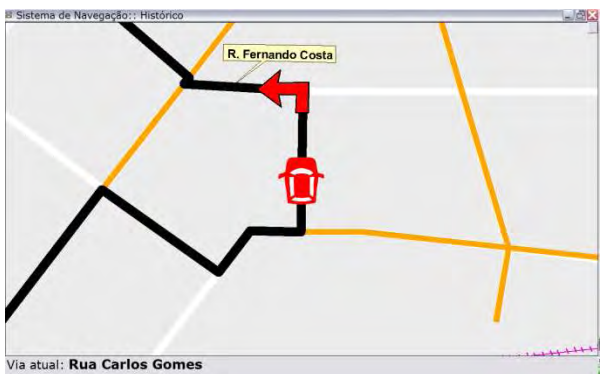 Sistema de Navegação:: Histórico
R. Fernando Costa
Via atual: Rua Carlos Gomes